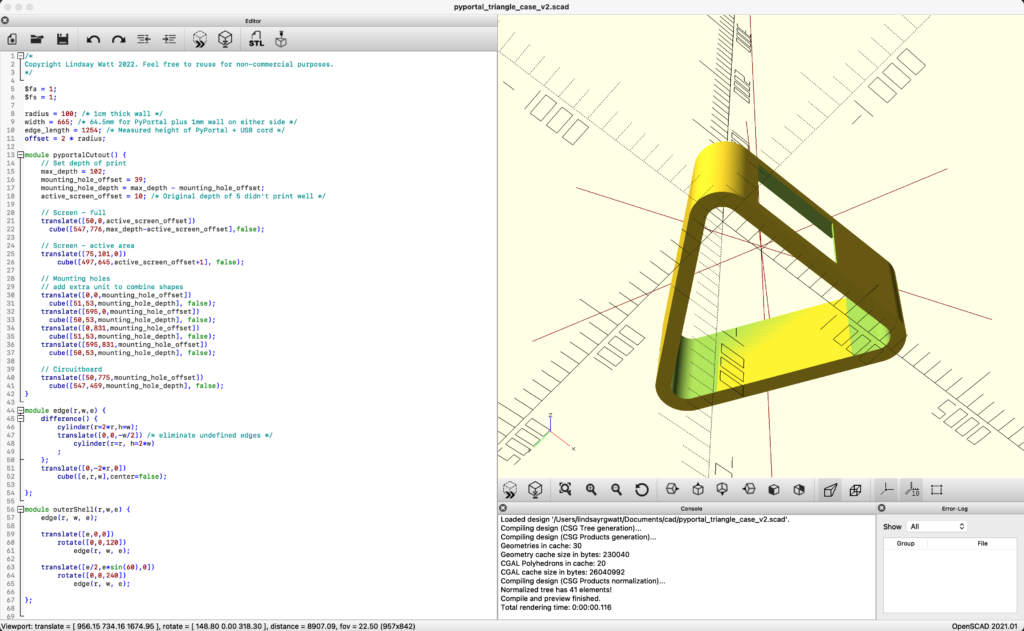 pyportal_triangle_case_v2.scad
Editor
STL
1 /*
2 Copyright Lindsay Watt 2022. Feel free to reuse for non-commercial purposes.
3 */
4
5 $fa = 1;
6 $fs = 1;
7
8 radius = 100; /* 1cm thick wall */
9 width = 665; /* 64.5mm for PyPortal plus 1mm wall on either side */
10 edge_length = 1254; /* Measured height of PyPortal + USB cord */
11 offset = 2 * radius;
12
13 module pyportalCutout() {
14 // Set depth of print
15 max_depth = 102;
16 mounting_hole_offset = 39;
17 mounting_hole_depth = max_depth - mounting_hole_offset;
18 active_screen_offset = 10; /* Original depth of 5 didn't print well */
19
20 // Screen - full
21 translate([50,0,active_screen_offset])
22 cube([547,776,max_depth-active_screen_offset],false);
23
24 // Screen - active area
25 translate([75,101,0])
26 cube([497,645,active_screen_offset+1], false);
27
28 // Mounting holes
29 // add extra unit to combine shapes
30 translate([0,0,mounting_hole_offset])
31 cube([51,53,mounting_hole_depth], false);
32 translate([595,0,mounting_hole_offset])
33 cube([50,53,mounting_hole_depth], false);
34 translate([0,831,mounting_hole_offset])
35 cube([51,53,mounting_hole_depth], false);
36 translate([595,831,mounting_hole_offset])
37 cube([50,53,mounting_hole_depth], false);
38
39 // Circuitboard
40 translate([50,775,mounting_hole_offset])
41 cube([547,459,mounting_hole_depth], false);
42 }
43
44 module edge(r,w,e) {
45 difference() {
46 cylinder(r=2*r,h=w);
47 translate([0,0,-w/2]) /* eliminate undefined edges */
48 cylinder(r=r, h=2*w)
49 ;
50 };
51 translate([0,-2*r,0])
52 cube([e,r,w],center=false);
53
54 };
55
56 module outerShell(r,w,e) {
57 edge(r, w, e);
58
59 translate([e,0,0])
60 rotate([0,0,120])
61 edge(r, w, e);
62
63 translate([e/2,e*sin(60),0])
64 rotate([0,0,240])
65 edge(r, w, e);
66
67 };
68
69
z
x
10
Console
Loaded design '/Users/lindsayrgwatt/Documents/cad/pyportal_triangle_case_v2.scad'.
Compiling design (CSG Tree generation)...
Compiling design (CSG Products generation)...
Geometries in cache: 30
Geometry cache size in bytes: 230040
CGAL Polyhedrons in cache: 20
CGAL cache size in bytes: 26040992
Compiling design (CSG Products normalization)...
Normalized tree has 41 elements!
Compile and preview finished.
Total rendering time: 0:00:00.116
Error-Log
Show All
Group File
Viewport: translate = [ 956.15 734.16 1674.95 ], rotate = [ 148.80 0.00 318.30 ], distance = 8907.09, fov = 22.50 (957x842)
OpenSCAD 2021.01